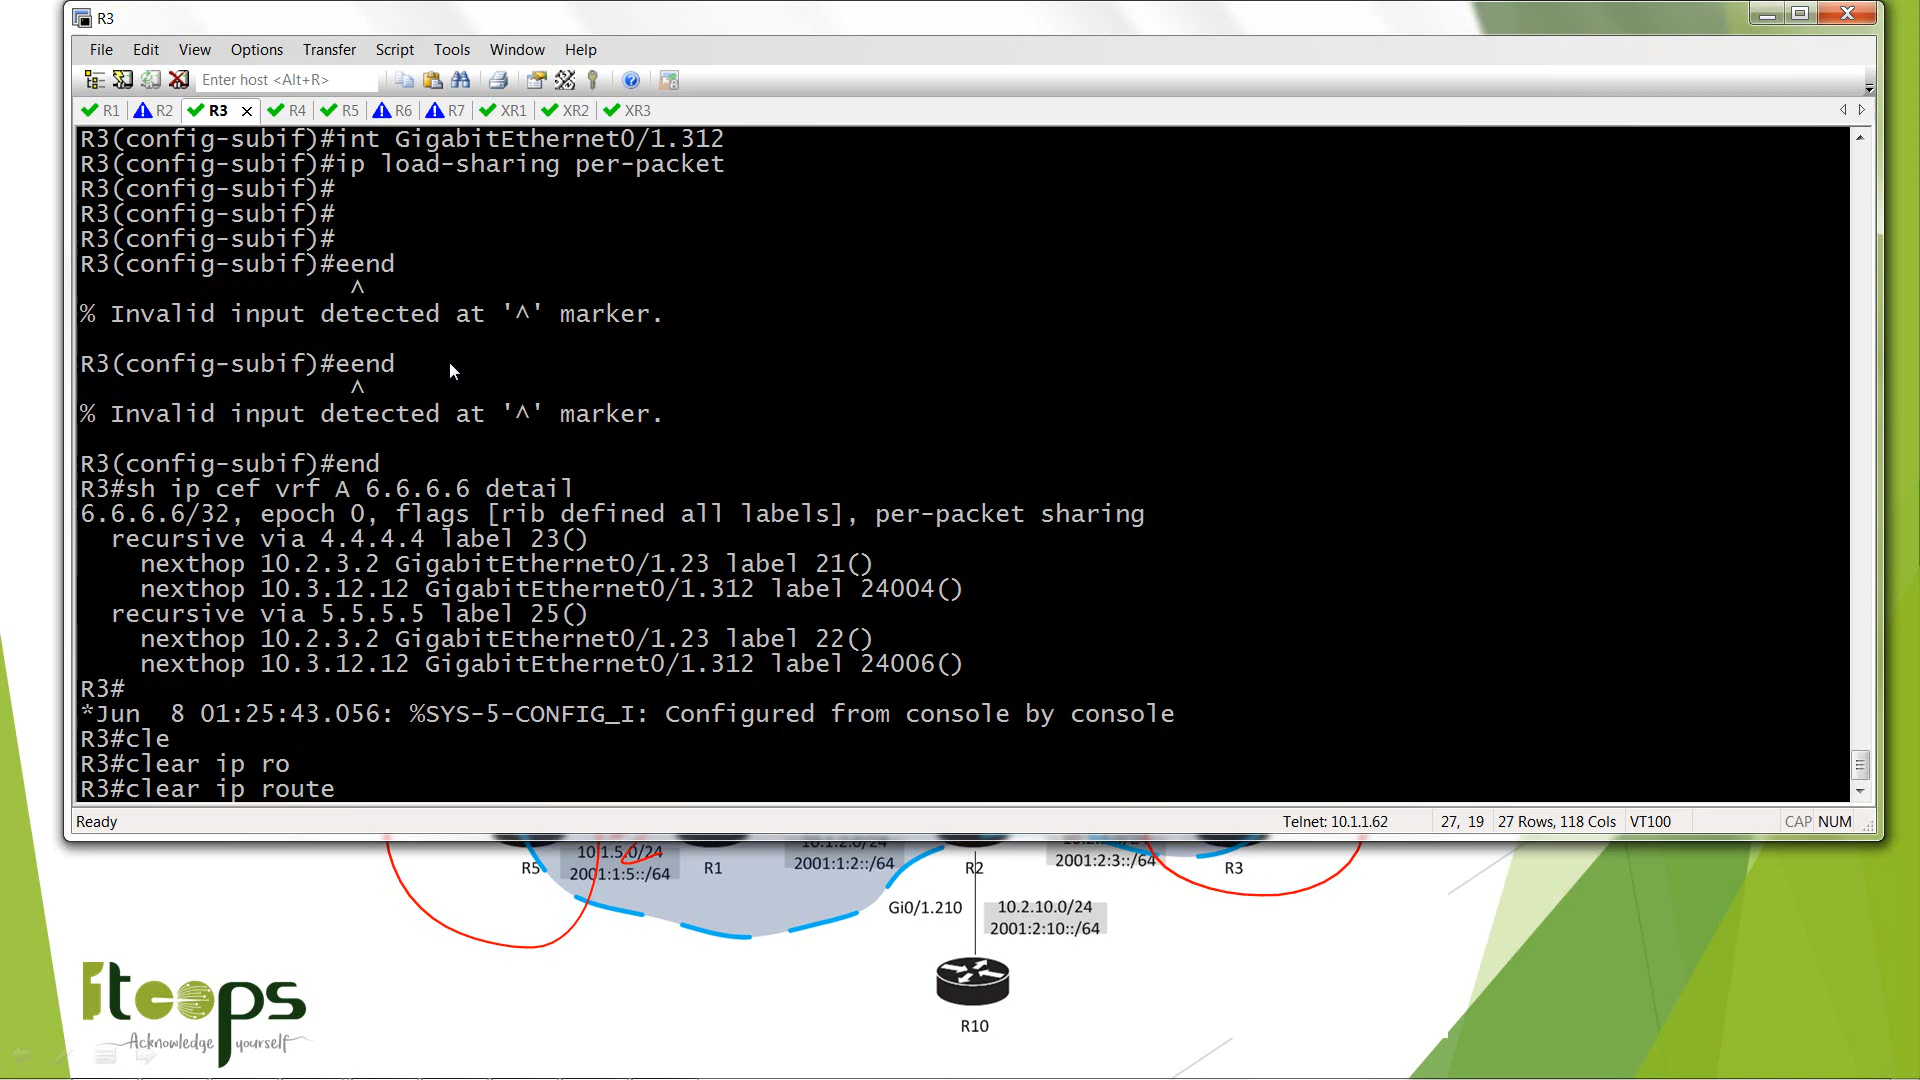 R3
File Edit View Options Transfer Script Tools Window Help
Enter host <Alt+R>
R1 R2 R3 R4 R5 R6 R7 XR1 XR2 XR3
R3(config-subif)#int GigabitEthernet0/1.312
R3(config-subif)#ip load-sharing per-packet
R3(config-subif)#
R3(config-subif)#
R3(config-subif)#
R3(config-subif)#eend
^
% Invalid input detected at '^' marker.
R3(config-subif)#eend
^
% Invalid input detected at '^' marker.
R3(config-subif)#end
R3#sh ip cef vrf A 6.6.6.6 detail
6.6.6.6/32, epoch 0, flags [rib defined all labels], per-packet sharing
recursive via 4.4.4.4 label 23()
nexthop 10.2.3.2 GigabitEthernet0/1.23 label 21()
nexthop 10.3.12.12 GigabitEthernet0/1.312 label 24004()
recursive via 5.5.5.5 label 25()
nexthop 10.2.3.2 GigabitEthernet0/1.23 label 22()
nexthop 10.3.12.12 GigabitEthernet0/1.312 label 24006()
R3#
*Jun  8 01:25:43.056: %SYS-5-CONFIG_I: Configured from console by console
R3#cle
R3#clear ip ro
R3#clear ip route
Ready Telnet: 10.1.1.62 27, 19 27 Rows, 118 Cols VT100 CAP NUM
10.1.5.0/24 10.1.2.0/24
2001:1:5::/64 2001:1:2::/64 2001:2:3::/64
R5 R1 R2 R3
Gi0/1.210 10.2.10.0/24
2001:2:10::/64
R10
itcops
Acknowledge yourself